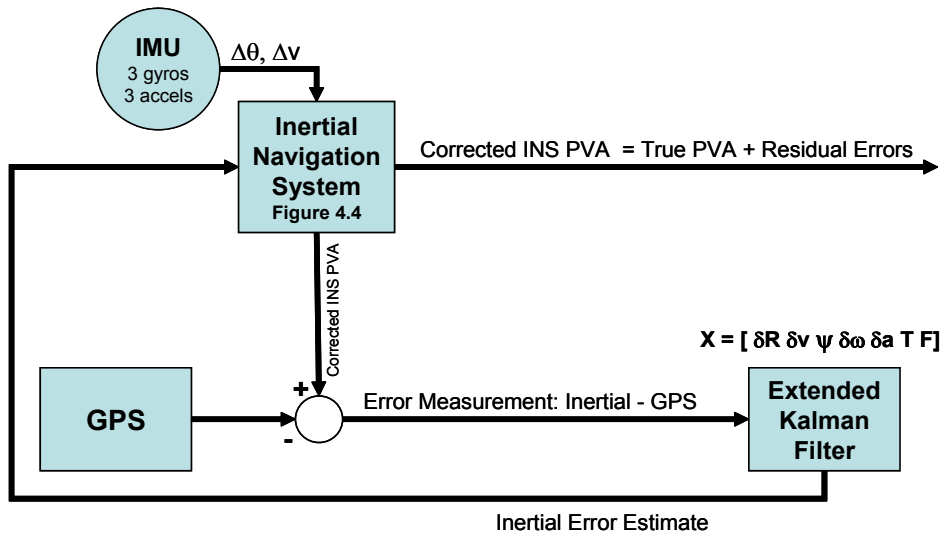 IMU
3 gyros
3 accels
Δθ, Δv
Inertial
Navigation
System
Figure 4.4
Corrected INS PVA = True PVA + Residual Errors
Corrected INS PVA
X = [ δR δv ψ δω δa T F]
GPS
+
-
Error Measurement: Inertial - GPS
Extended
Kalman
Filter
Inertial Error Estimate